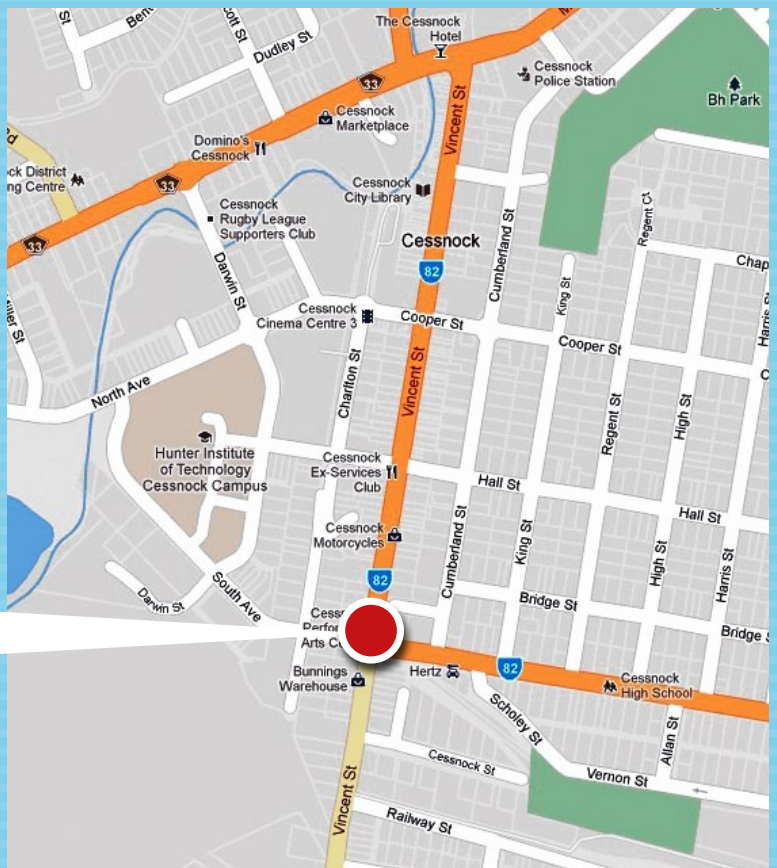 The Cessnock
Hotel
Dudley St
33
Vincent St
Cessnock
Police Station
Bh Park
Cessnock
Marketplace
Domino's
Cessnock
33
Cessnock
City Library
33
Cessnock
Rugby League
Supporters Club
Cessnock
82
Cumberland St
Regent Ct
Darwin St
King St
Cessnock
Cinema Centre 3
Cooper St
Cooper St
North Ave
Charlton St
Vincent St
Regent St
High St
Hunter Institute
of Technology
Cessnock Campus
Cessnock
Ex-Services
Club
Hall St
Hall St
Cessnock
Motorcycles
Cumberland St
King St
High St
Harris St
82
South Ave
Darwin St
Bridge St
Bridge
Arts
Bunnings
Warehouse
Hertz
82
Cessnock
High School
Scholey St
Allan St
Cessnock St
Vernon St
Vincent St
Railway St